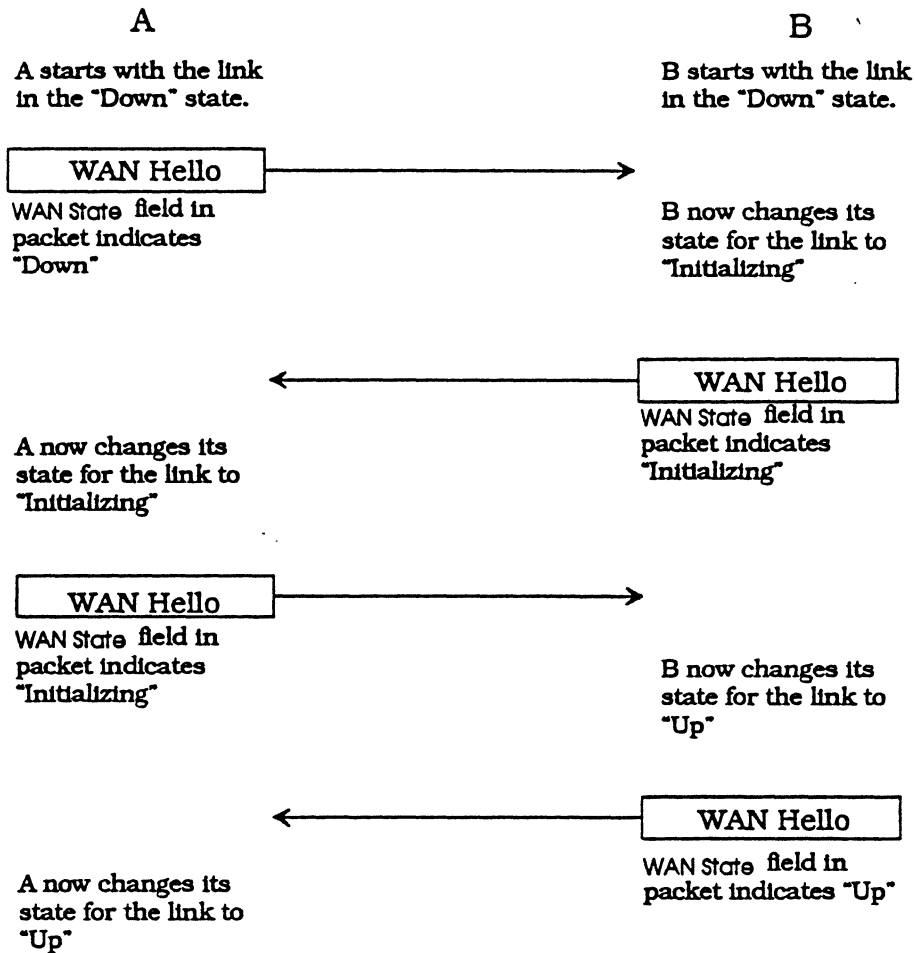 A
B
A starts with the link
in the "Down" state.
B starts with the link
in the "Down" state.
WAN Hello
WAN State field in
packet indicates
"Down"
B now changes its
state for the link to
"Initializing"
WAN Hello
WAN State field in
packet indicates
"Initializing"
A now changes its
state for the link to
"Initializing"
WAN Hello
WAN State field in
packet indicates
"Initializing"
B now changes its
state for the link to
"Up"
WAN Hello
WAN State field in
packet indicates "Up"
A now changes its
state for the link to
"Up"